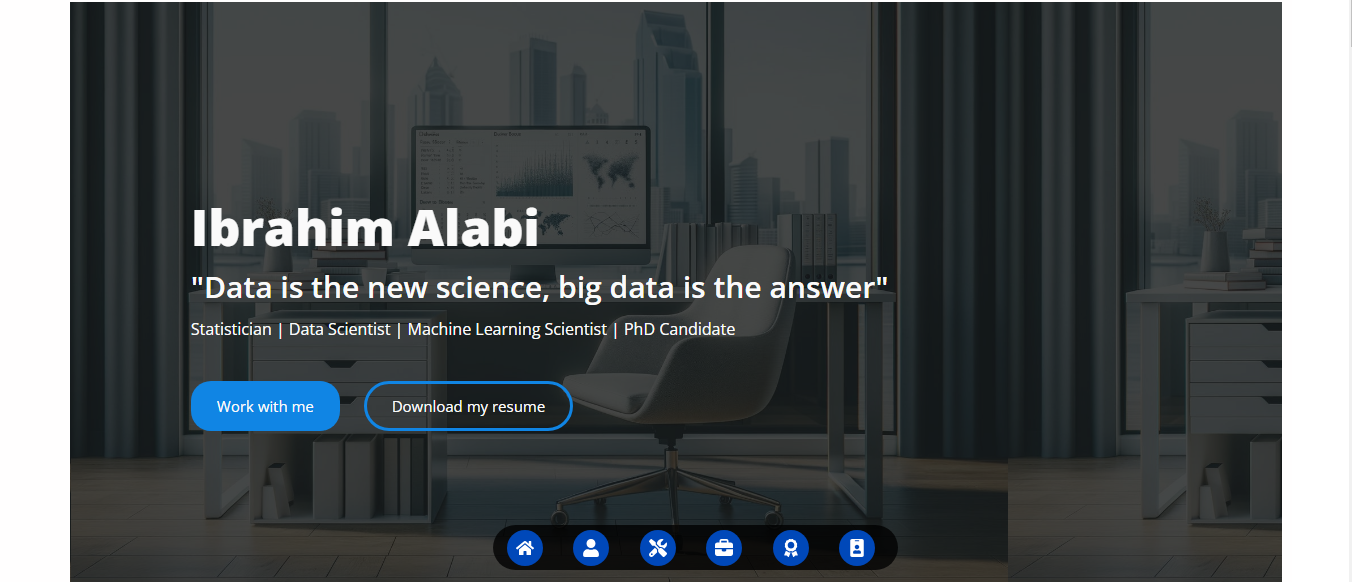 Ibrahim Alabi
"Data is the new science, big data is the answer"
Statistician | Data Scientist | Machine Learning Scientist | PhD Candidate
Work with me
Download my resume